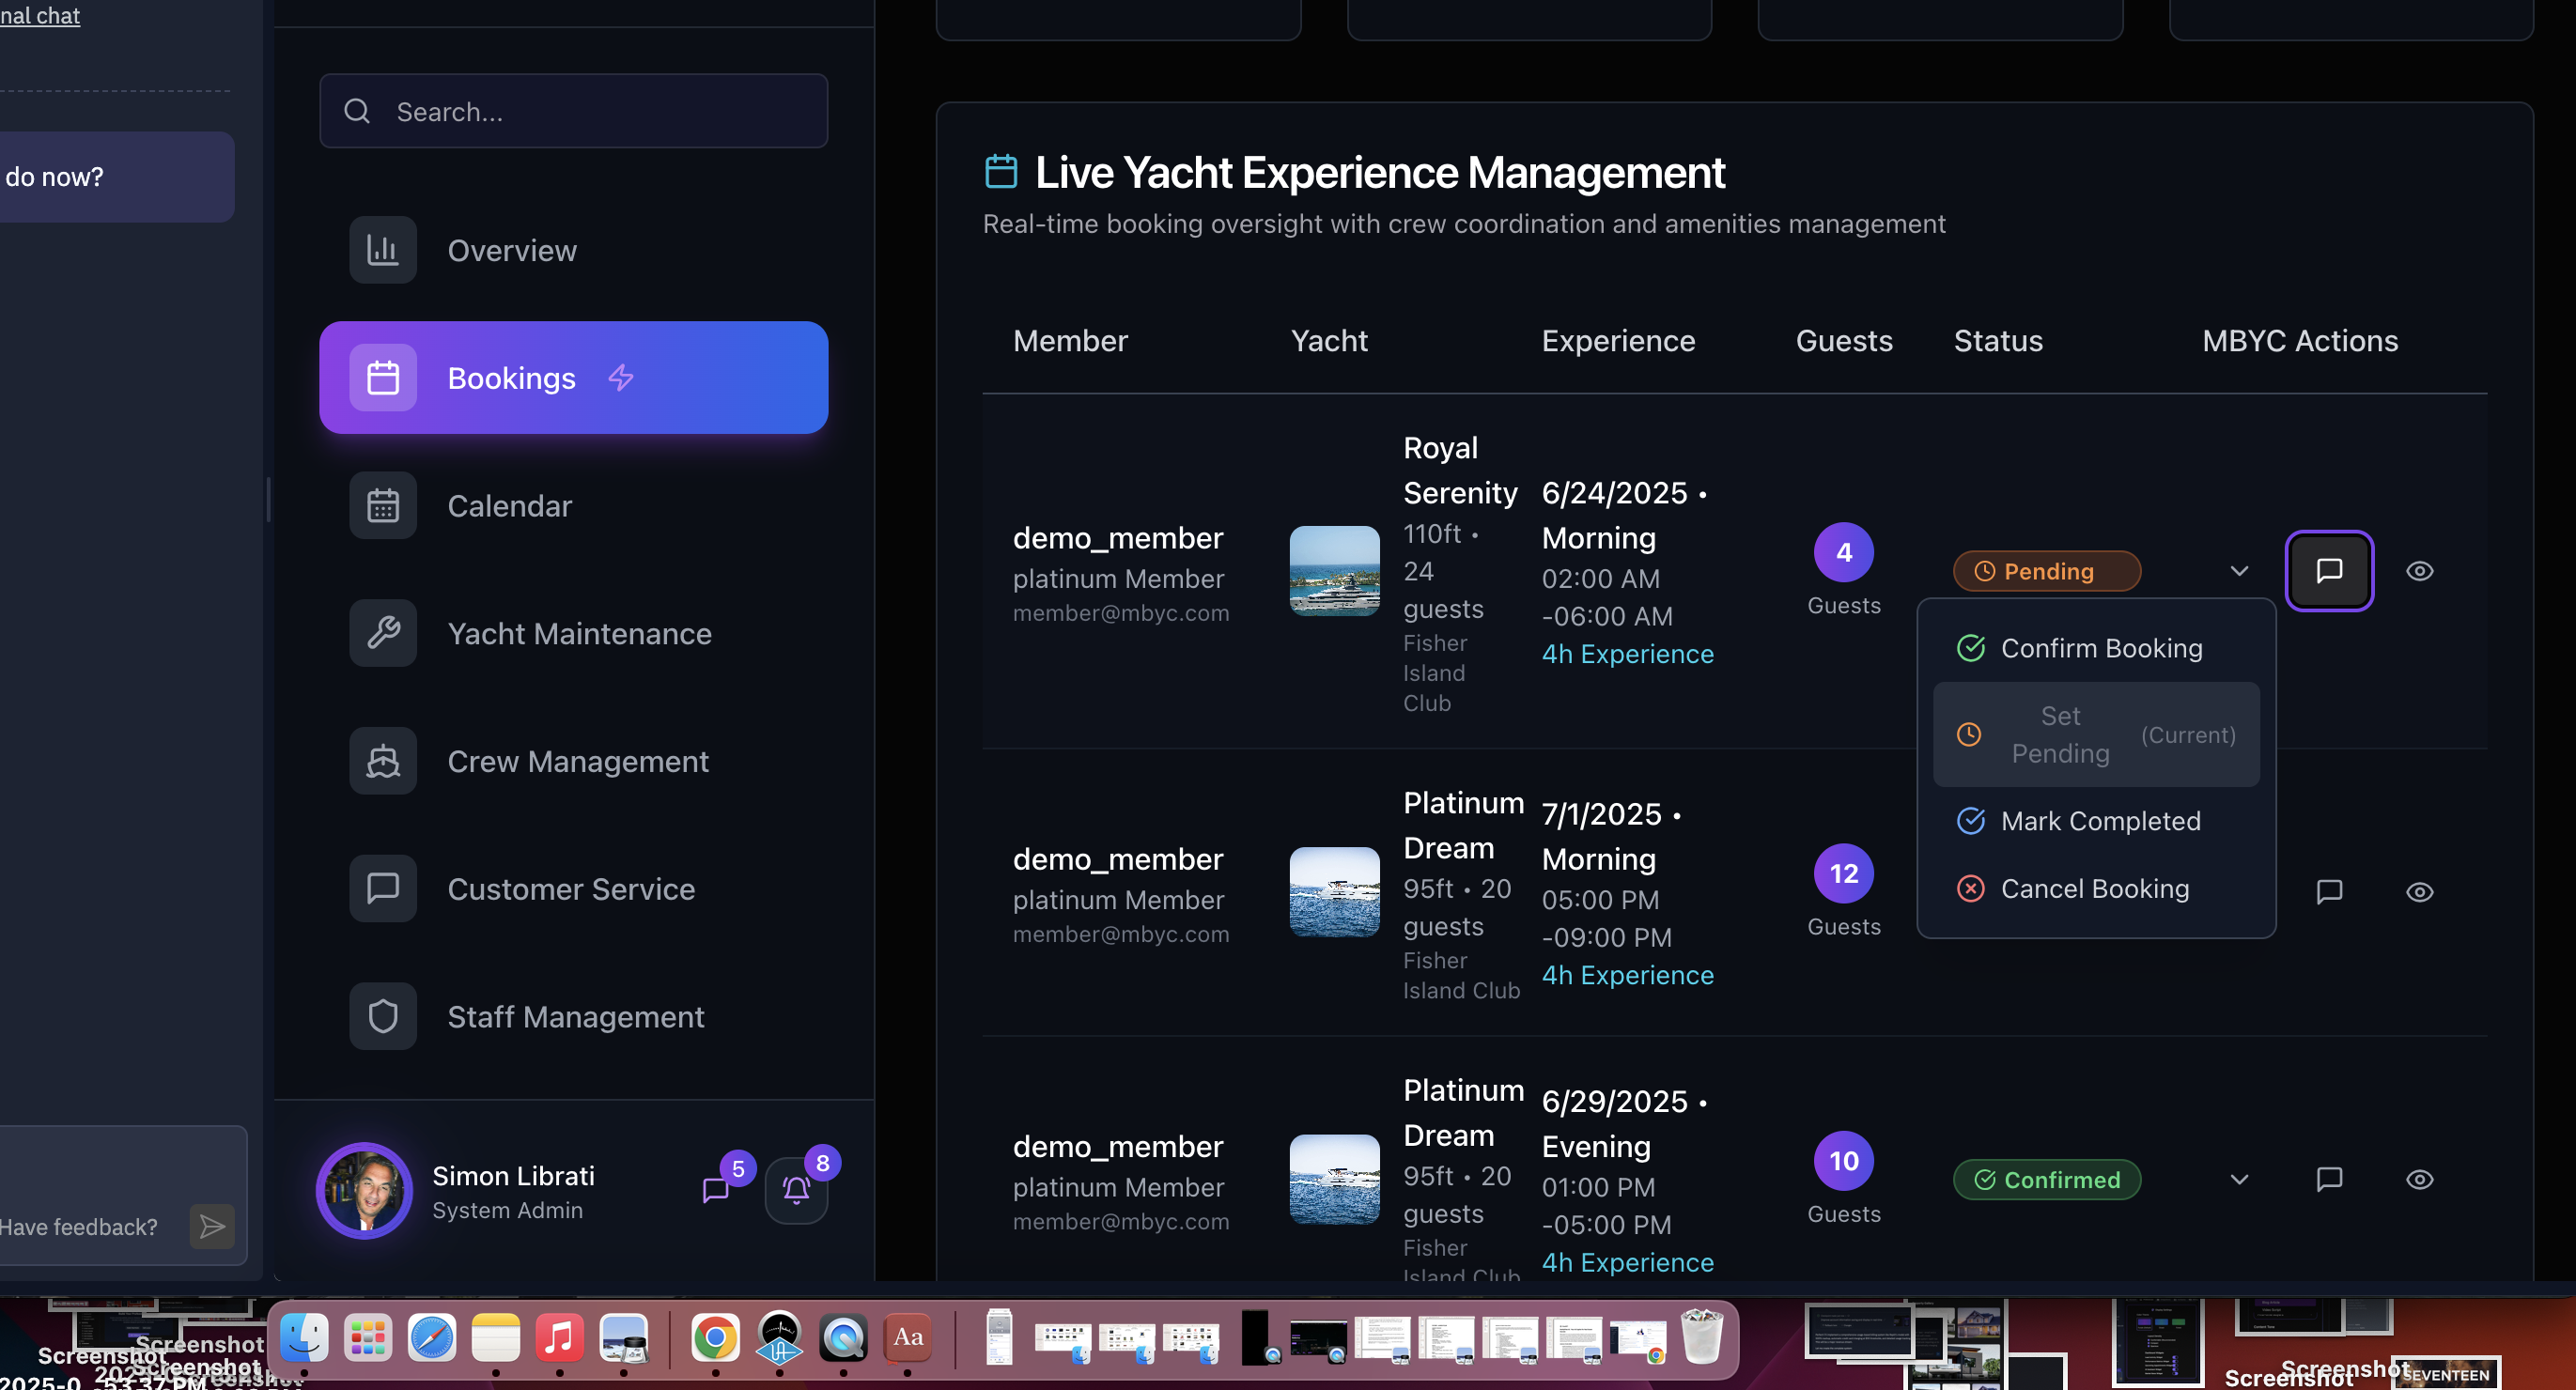 nal chat
do now?
Have feedback?
Search...
Overview
Bookings
Calendar
Yacht Maintenance
Crew Management
Customer Service
Staff Management
Simon Librati
System Admin
5
8
Live Yacht Experience Management
Real-time booking oversight with crew coordination and amenities management
Member Yacht Experience Guests Status MBYC Actions
demo_member
platinum Member
member@mbyc.com
Royal
Serenity
110ft •
24
guests
Fisher
Island
Club
6/24/2025 •
Morning
02:00 AM
-06:00 AM
4h Experience
4
Guests
Pending
Confirm Booking
Set
Pending
(Current)
Mark Completed
Cancel Booking
demo_member
platinum Member
member@mbyc.com
Platinum
Dream
95ft • 20
guests
Fisher
Island Club
7/1/2025 •
Morning
05:00 PM
-09:00 PM
4h Experience
12
Guests
demo_member
platinum Member
member@mbyc.com
Platinum
Dream
95ft • 20
guests
Fisher
Island Club
6/29/2025 •
Evening
01:00 PM
-05:00 PM
4h Experience
10
Guests
Confirmed
Aa
Screenshot
Screenshot
Screenshot
53:37 PM
Screenshot
Screenshot
SEVENTEEN